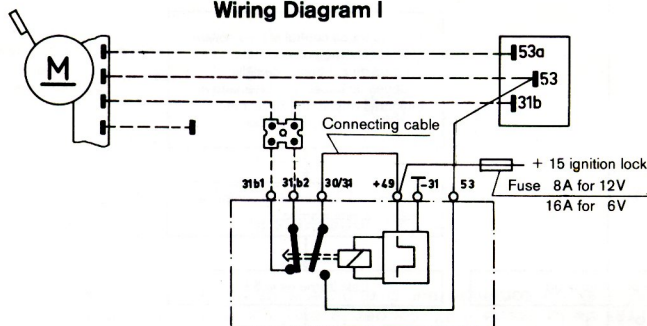 Wiring Diagram I
M
53a
53
31b
Connecting cable
+ 15 ignition lock
Fuse 8A for 12V
16A for 6V
31b1 31b2 30/31 +49 -31 53